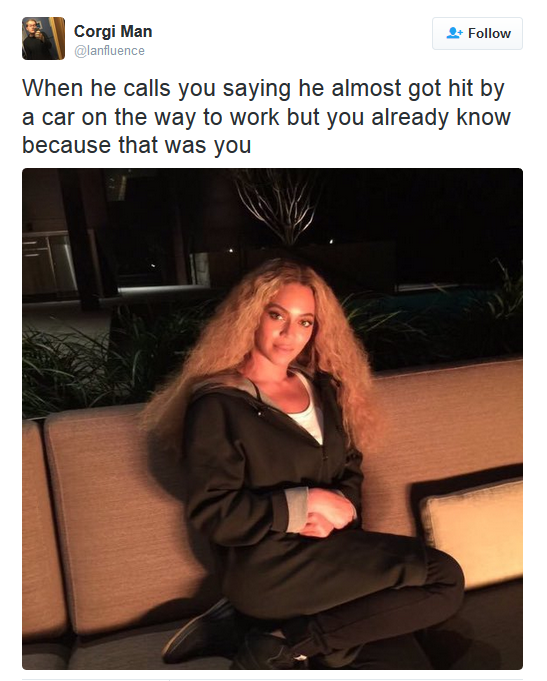 Corgi Man
@lanfluence
Follow
When he calls you saying he almost got hit by
a car on the way to work but you already know
because that was you